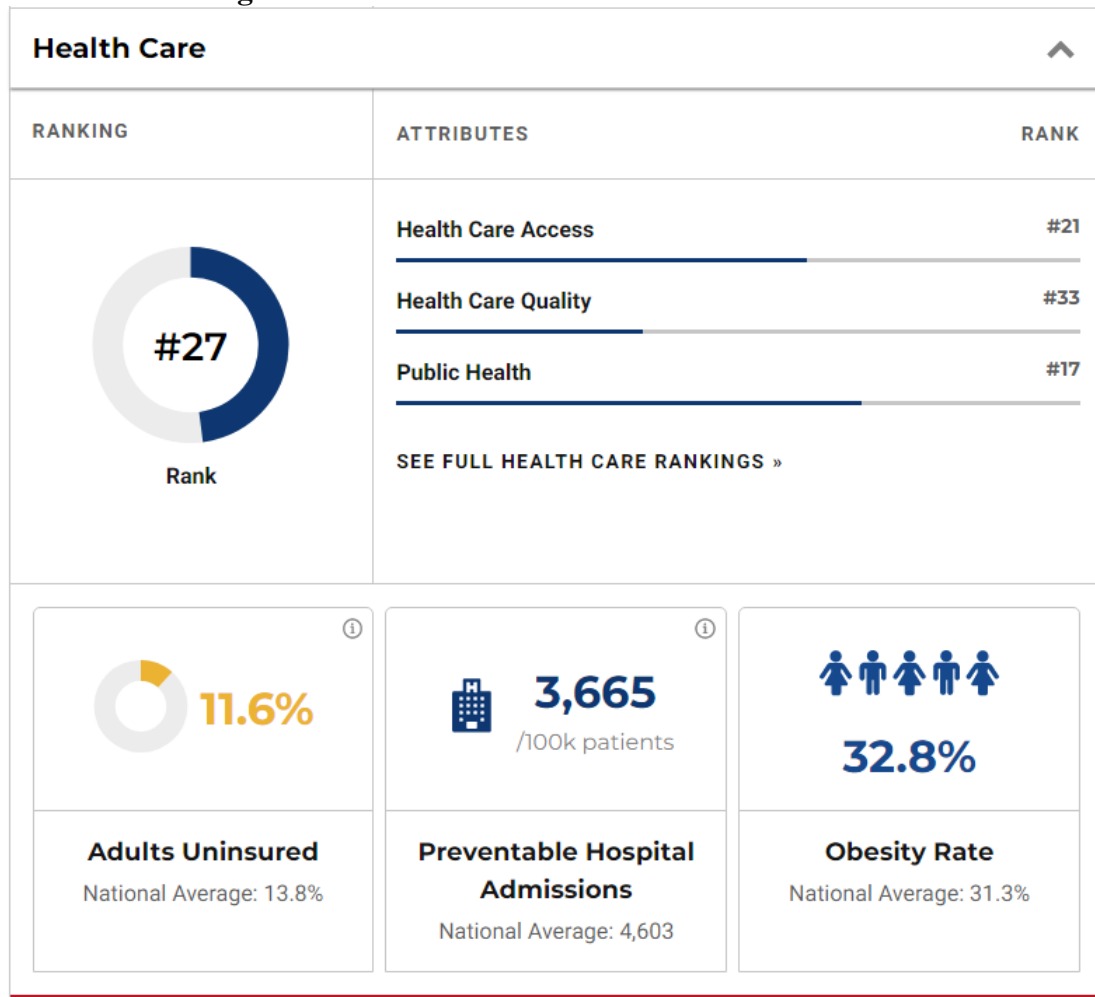 Health Care
RANKING
ATTRIBUTES
RANK
#27
Rank
Health Care Access
#21
Health Care Quality
#33
Public Health
#17
SEE FULL HEALTH CARE RANKINGS »
11.6%
Adults Uninsured
National Average: 13.8%
3,665
/100k patients
Preventable Hospital
Admissions
National Average: 4,603
32.8%
Obesity Rate
National Average: 31.3%